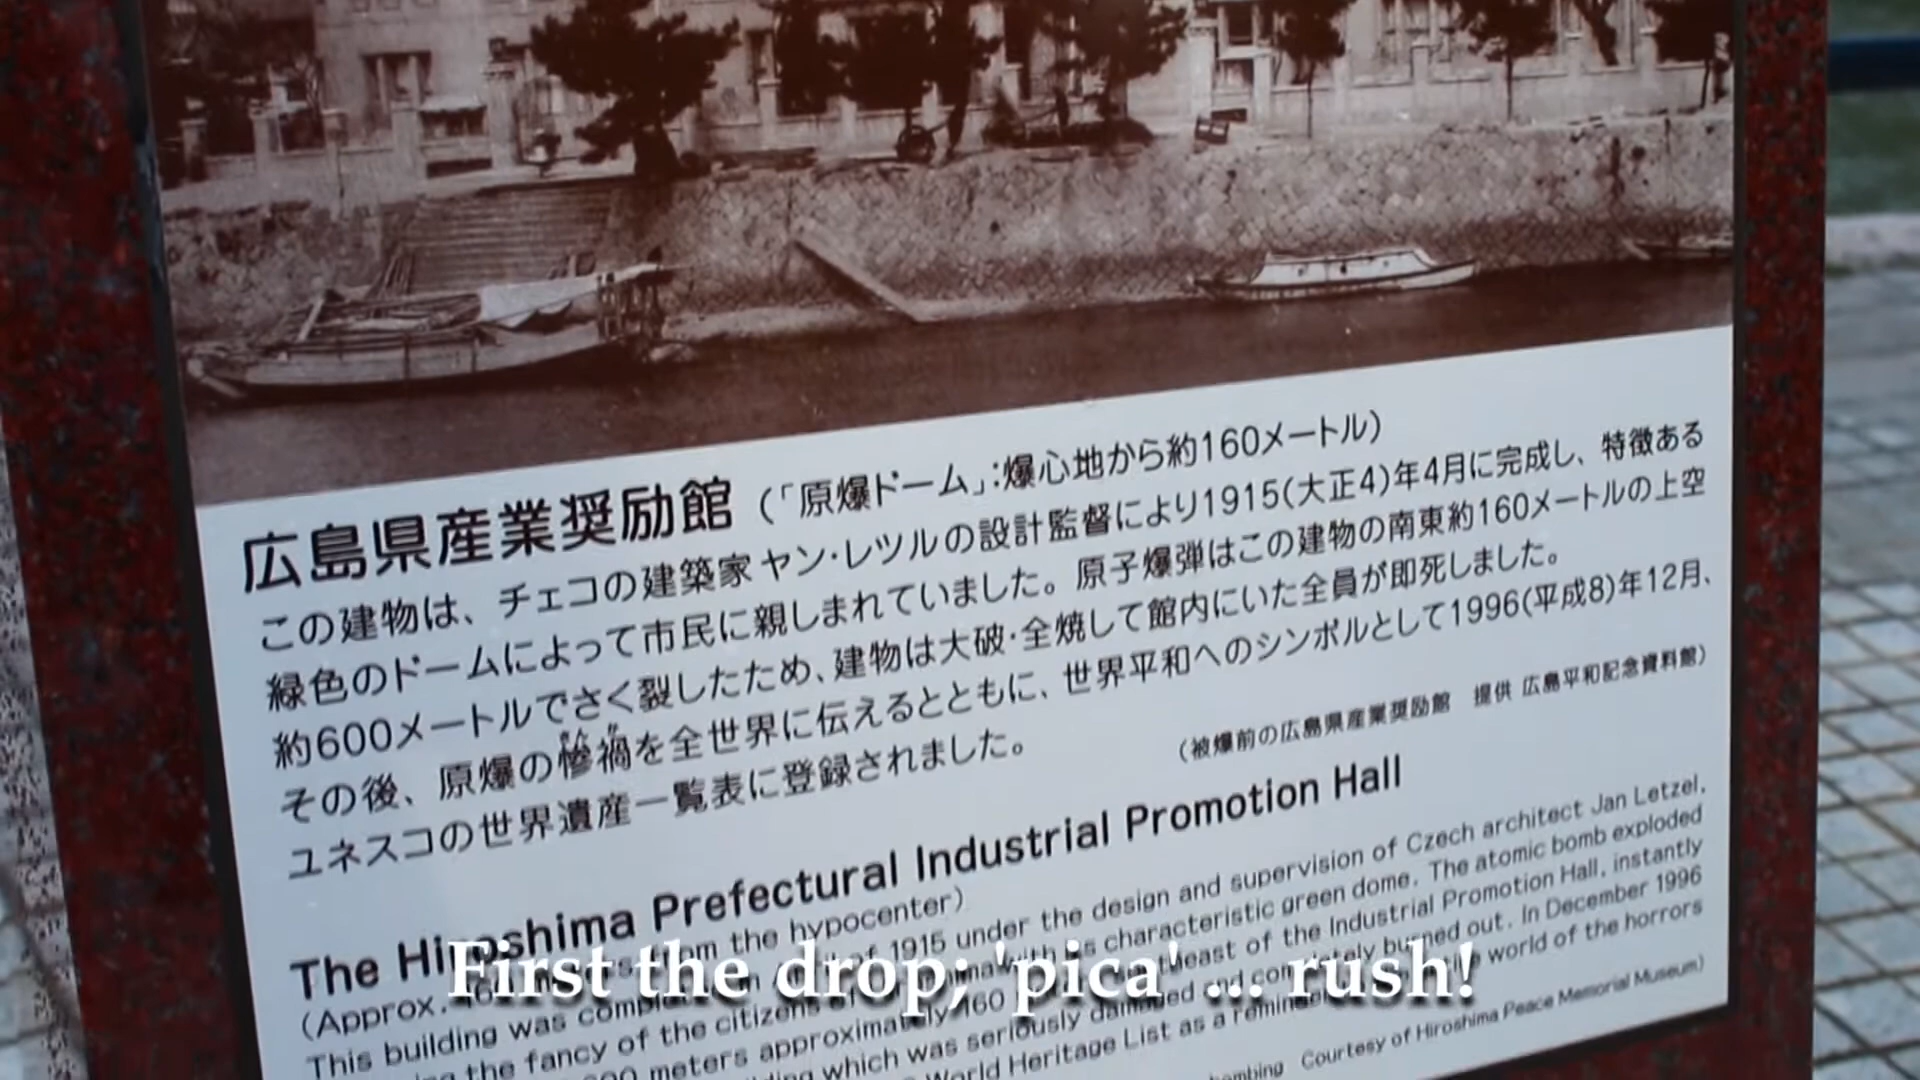 広島県産業奨励館（「原爆ドーム」：爆心地から約160メートル）
この建物は、チェコの建築家ヤン・レツルの設計監督により1915(大正4)年4月に完成し、特徴ある
緑色のドームによって市民に親しまれていました。原子爆弾はこの建物の南東約160メートルの上空
約600メートルでさく裂したため、建物は大破・全焼して館内にいた全員が即死しました。
その後、原爆の惨禍を全世界に伝えるとともに、世界平和へのシンボルとして1996(平成8)年12月、
ユネスコの世界遺産一覧表に登録されました。
（被爆前の広島県産業奨励館 提供 広島平和記念資料館）
The Hiroshima Prefectural Industrial Promotion Hall
(Approx. from the hypocenter)
This building was of 1915 under the design and supervision of Czech architect Jan Letzel,
the fancy of the citizens characteristic green dome. The atomic bomb exploded
meters approximately 160 of the Industrial Promotion Hall, instantly
which was seriously damaged and completely burned out. In December 1996
World Heritage List as a world of the horrors
bombing Courtesy of Hiroshima Peace Memorial Museum)
First the drop; 'pica' ... rush!